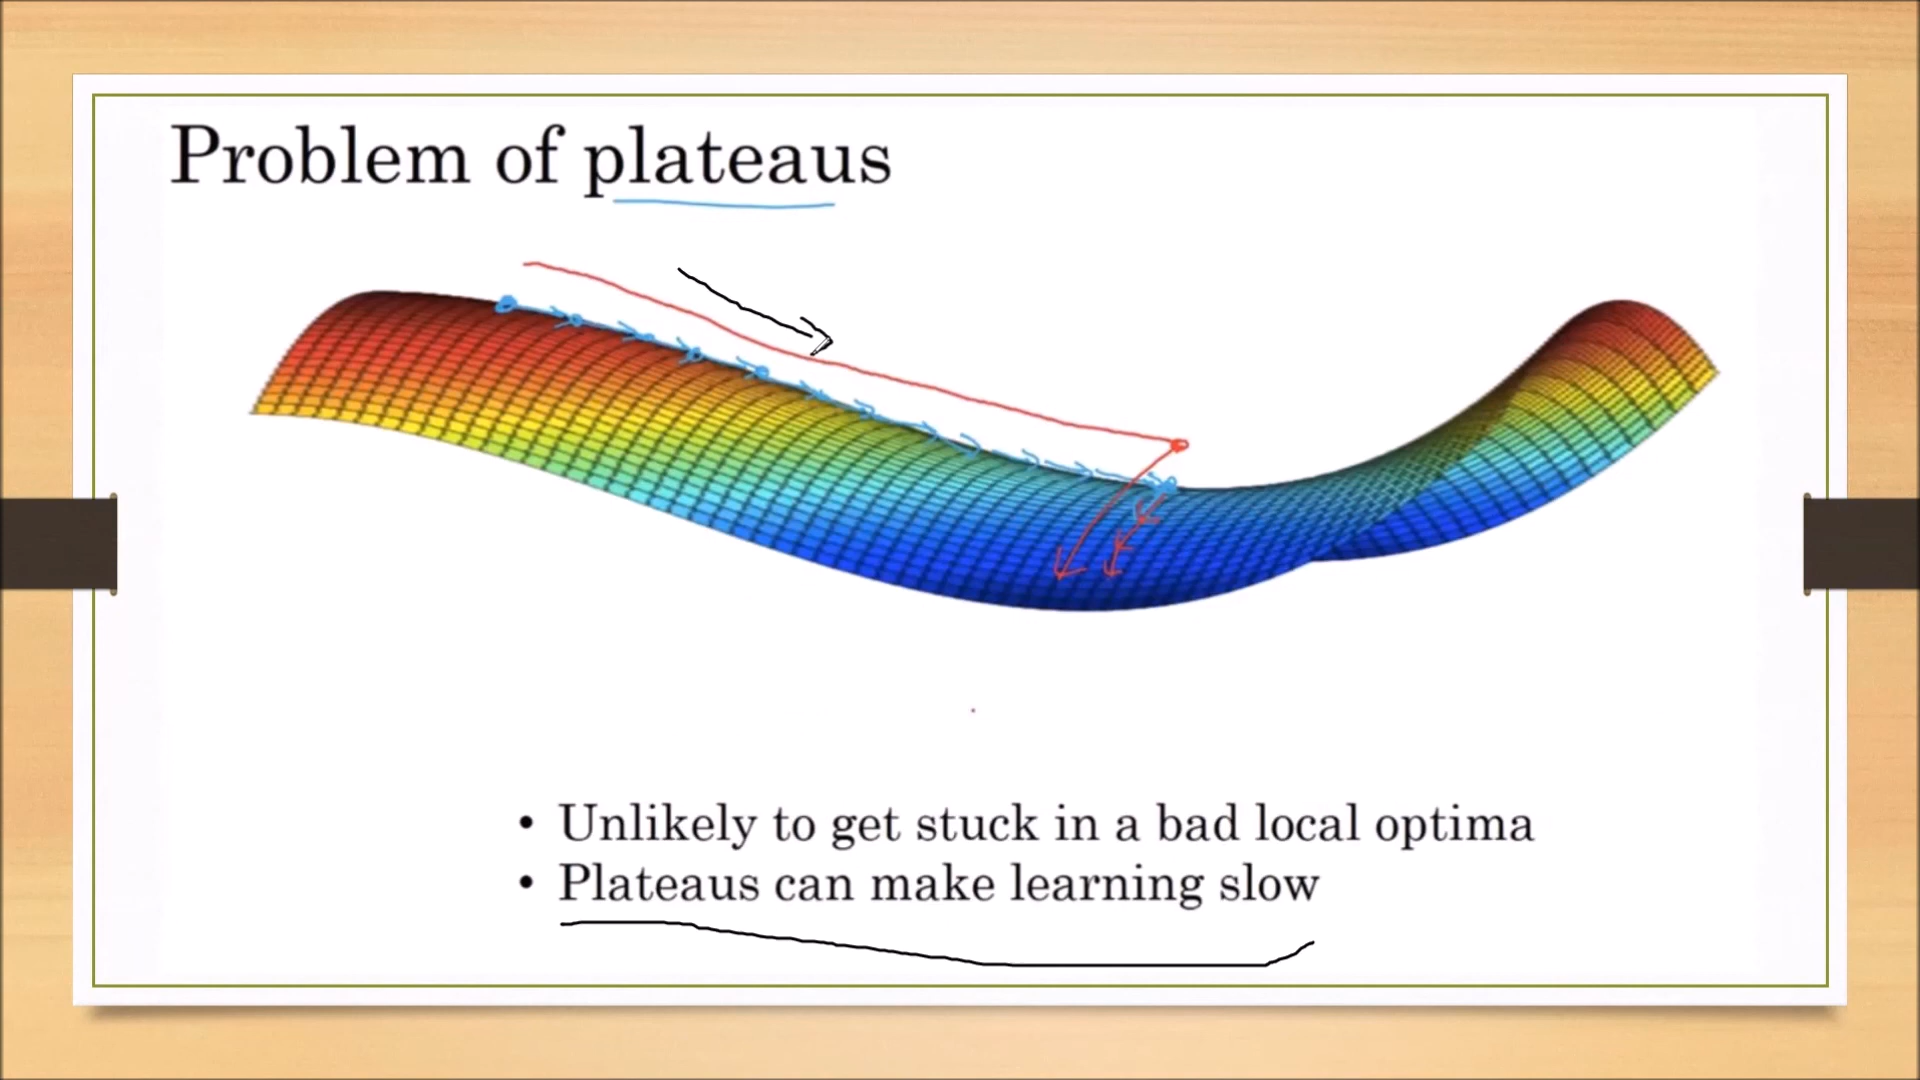 Problem of plateaus
• Unlikely to get stuck in a bad local optima
• Plateaus can make learning slow